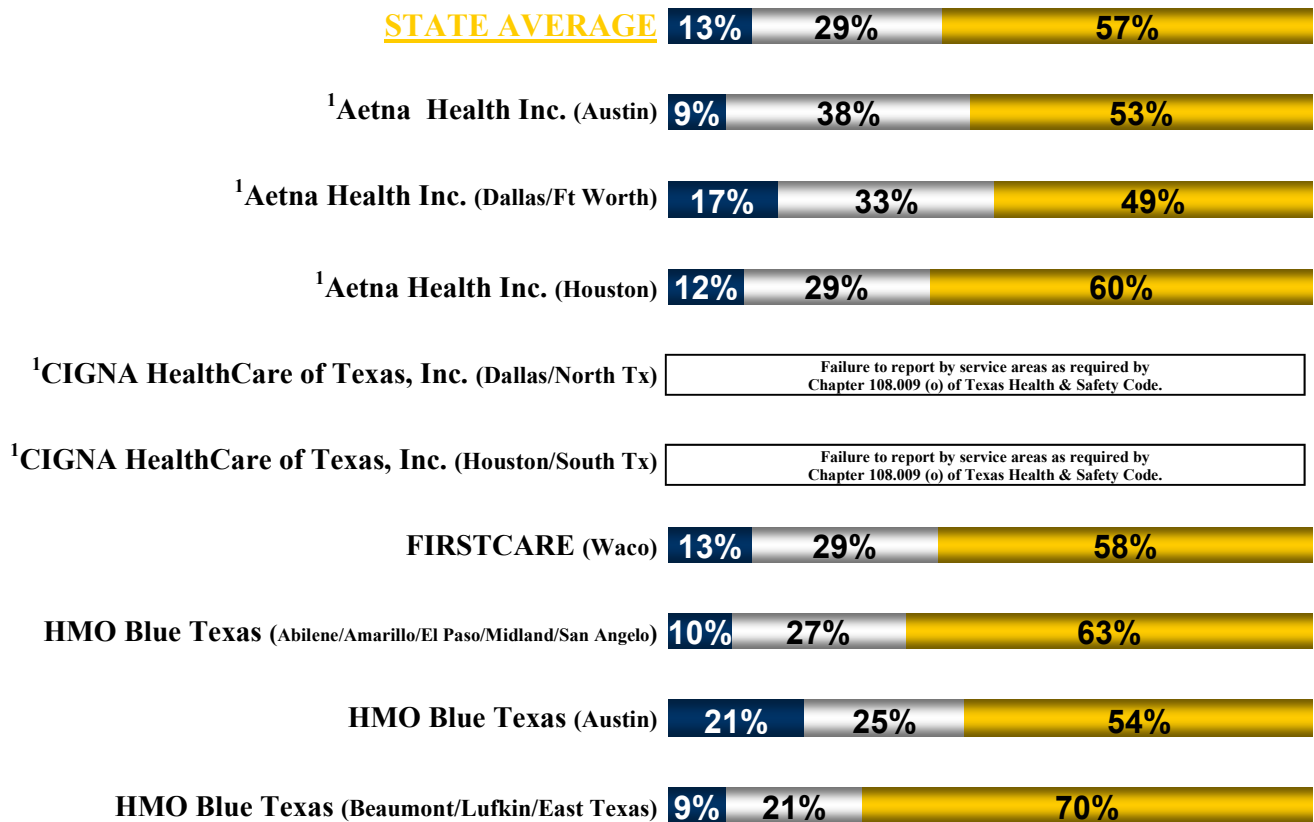 STATE AVERAGE 13% 29% 57%
1Aetna Health Inc. (Austin) 9% 38% 53%
1Aetna Health Inc. (Dallas/Ft Worth) 17% 33% 49%
1Aetna Health Inc. (Houston) 12% 29% 60%
1CIGNA HealthCare of Texas, Inc. (Dallas/North Tx) Failure to report by service areas as required by
Chapter 108.009 (o) of Texas Health & Safety Code.
1CIGNA HealthCare of Texas, Inc. (Houston/South Tx) Failure to report by service areas as required by
Chapter 108.009 (o) of Texas Health & Safety Code.
FIRSTCARE (Waco) 13% 29% 58%
HMO Blue Texas (Abilene/Amarillo/El Paso/Midland/San Angelo) 10% 27% 63%
HMO Blue Texas (Austin) 21% 25% 54%
HMO Blue Texas (Beaumont/Lufkin/East Texas) 9% 21% 70%